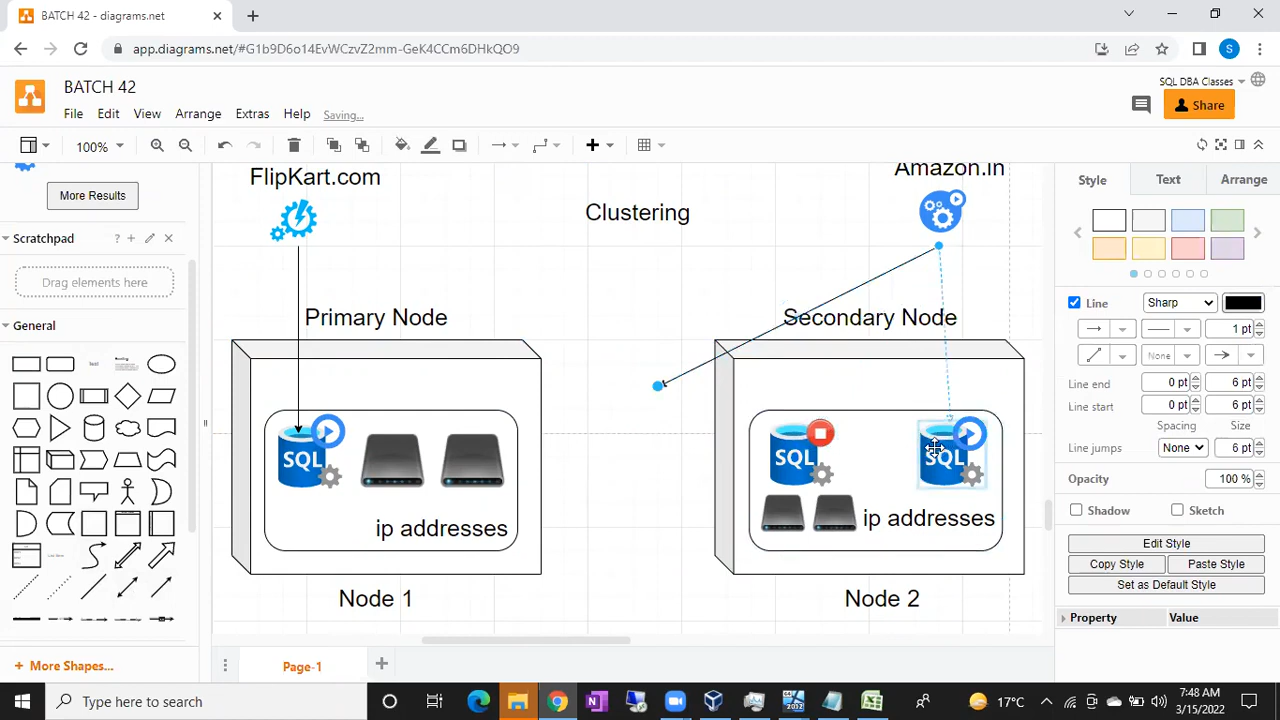 BATCH 42 - diagrams.net
app.diagrams.net/#G1b9D6o14EvWCzvZ2mm-GeK4CCm6DHkQO9
S
BATCH 42
SQL DBA Classes
File Edit View Arrange Extras Help Saving...
Share
100%
More Results
Scratchpad
Drag elements here
General
Text
More Shapes...
FlipKart.com
Amazon.in
Clustering
Primary Node
Secondary Node
SQL
SQL
SQL
ip addresses
ip addresses
Node 1
Node 2
Page-1
Style Text Arrange
Line Sharp
1 pt
None
Line end 0 pt 6 pt
Line start 0 pt 6 pt
Spacing Size
Line jumps None 6 pt
Opacity 100 %
Shadow Sketch
Edit Style
Copy Style Paste Style
Set as Default Style
Property Value
Type here to search
2012
17°C
7:48 AM
3/15/2022